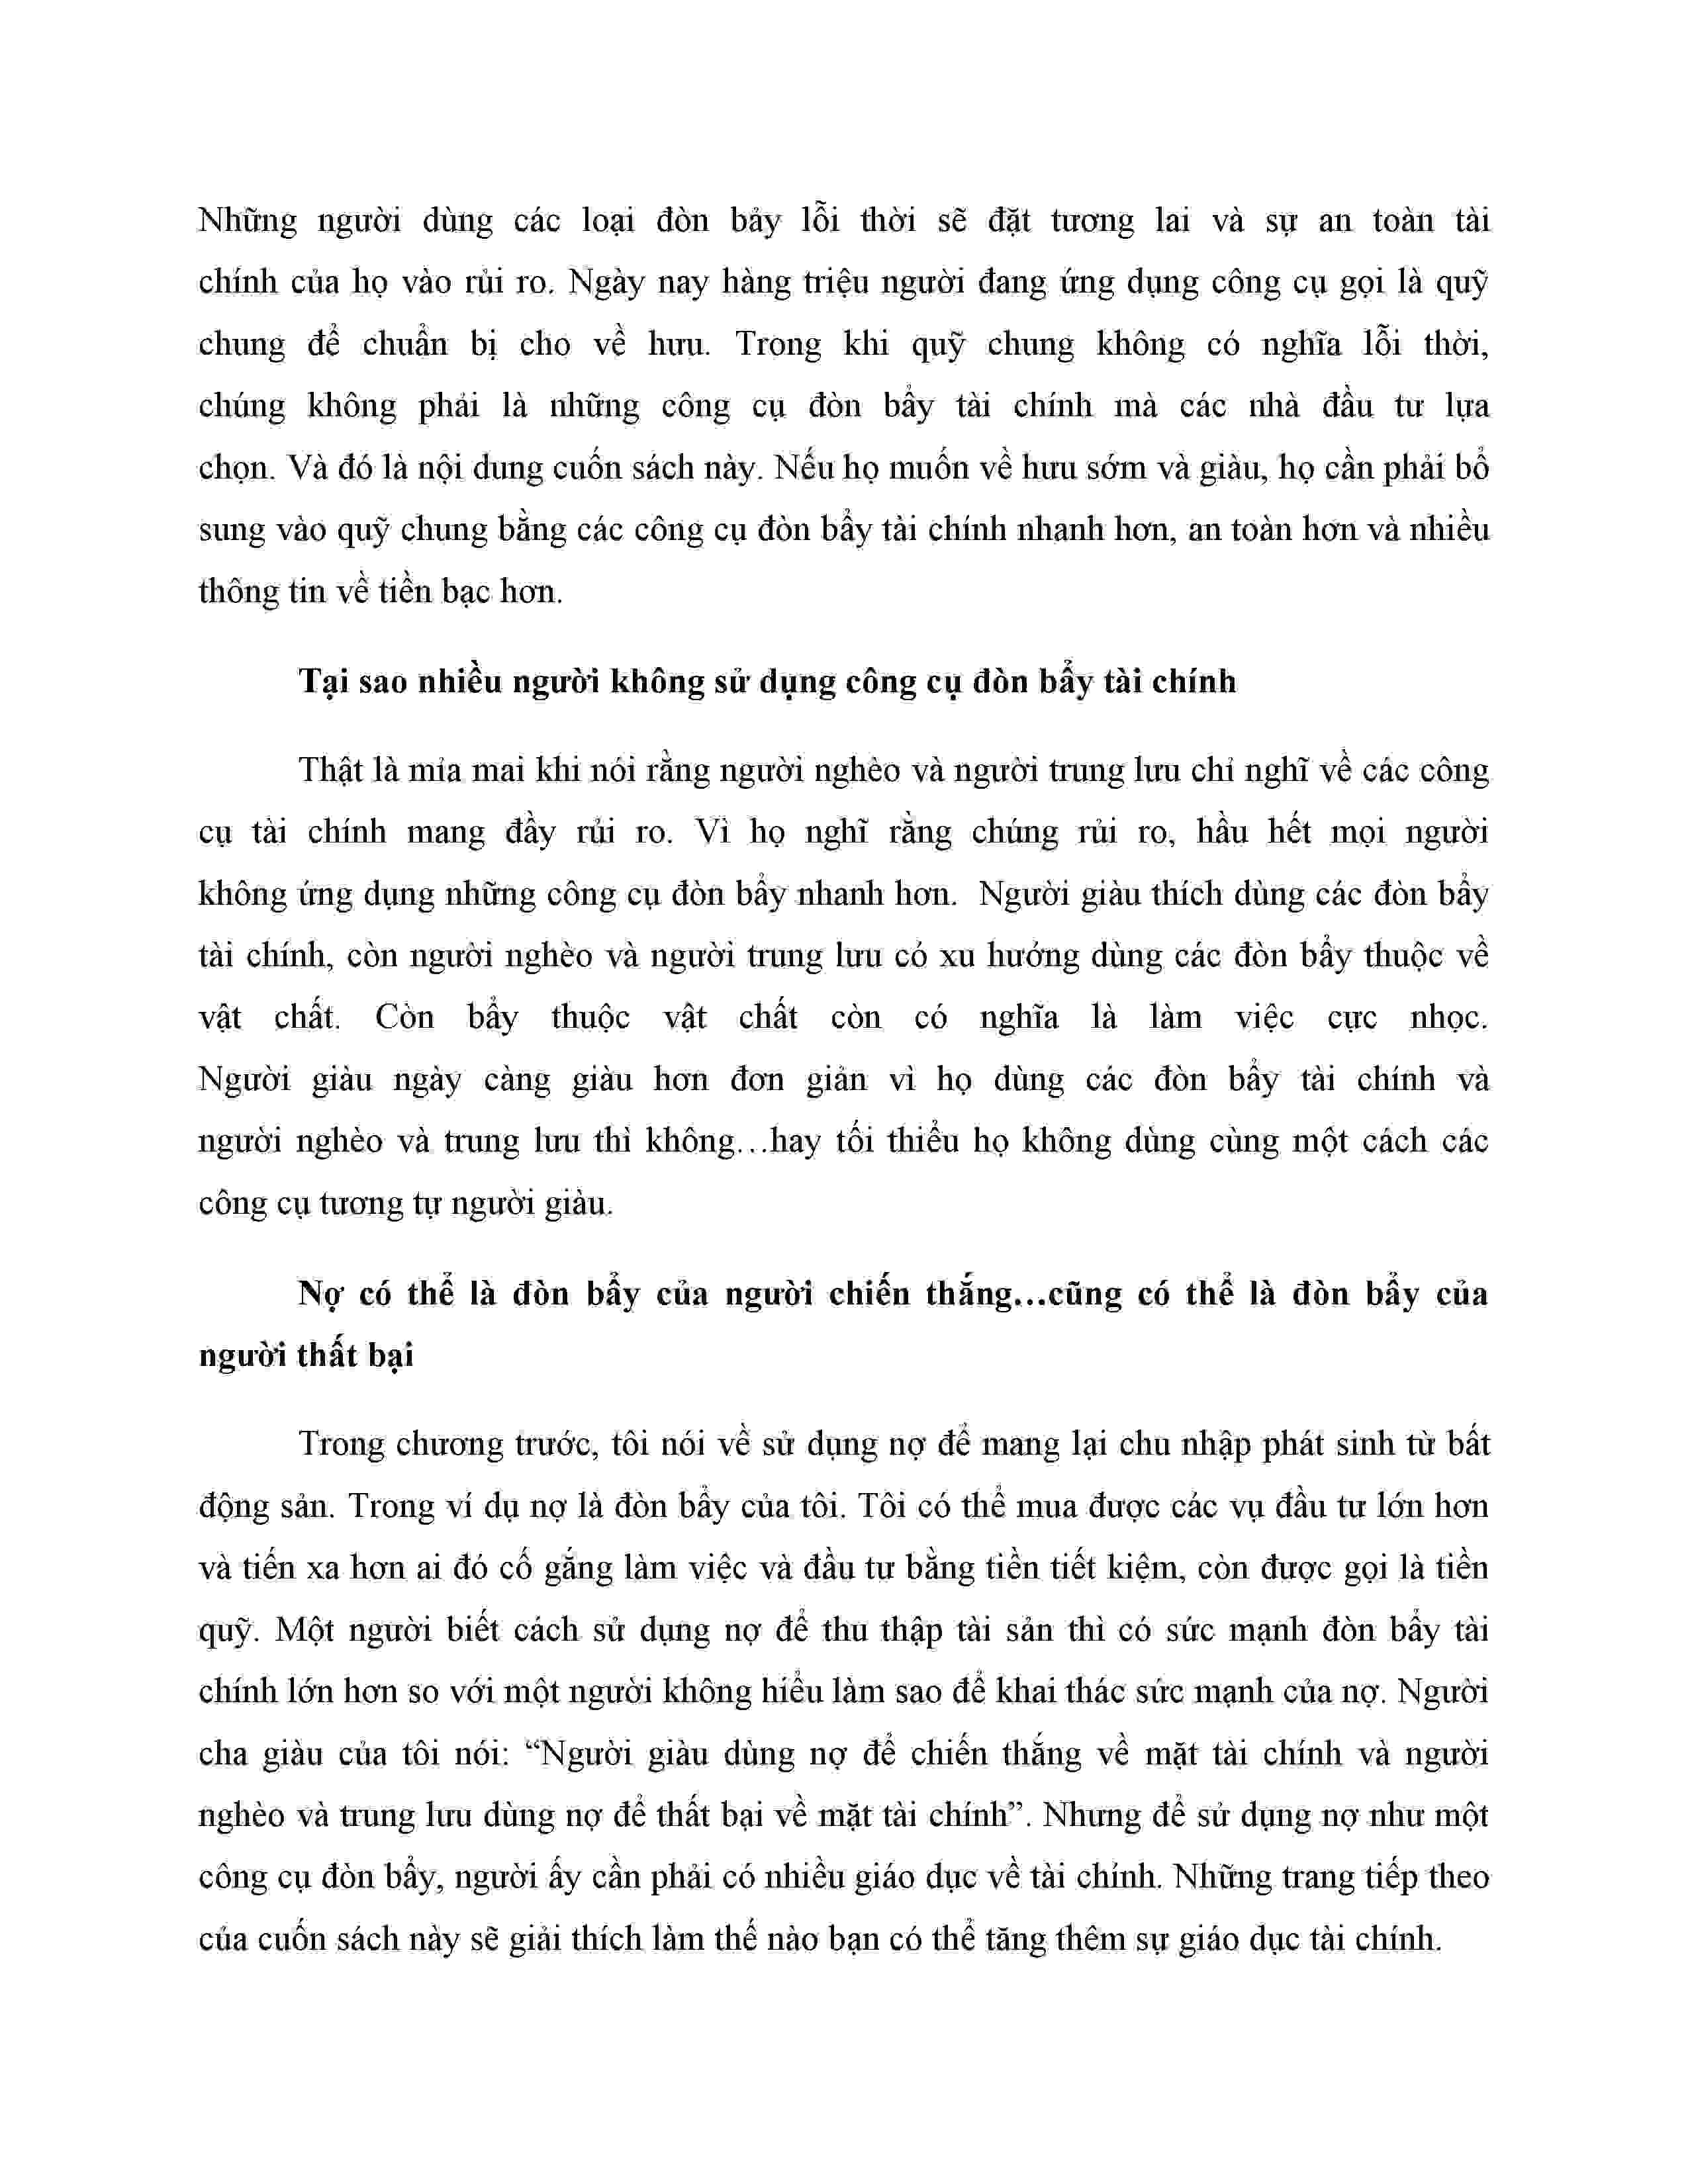 Những người dùng các loại đòn bảy lỗi thời sẽ đặt tương lai và sự an toàn tài
chính của họ vào rủi ro. Ngày nay hàng triệu người đang ứng dụng công cụ gọi là quỹ
chung để chuẩn bị cho về hưu. Trong khi quỹ chung không có nghĩa lỗi thời,
chúng không phải là những công cụ đòn bẩy tài chính mà các nhà đầu tư lựa
chọn. Và đó là nội dung cuốn sách này. Nếu họ muốn về hưu sớm và giàu, họ cần phải bổ
sung vào quỹ chung bằng các công cụ đòn bẩy tài chính nhanh hơn, an toàn hơn và nhiều
thông tin về tiền bạc hơn.
Tại sao nhiều người không sử dụng công cụ đòn bẩy tài chính
Thật là mỉa mai khi nói rằng người nghèo và người trung lưu chỉ nghĩ về các công
cụ tài chính mang đầy rủi ro. Vì họ nghĩ rằng chúng rủi ro, hầu hết mọi người
không ứng dụng những công cụ đòn bẩy nhanh hơn. Người giàu thích dùng các đòn bẩy
tài chính, còn người nghèo và người trung lưu có xu hướng dùng các đòn bẩy thuộc về
vật chất. Còn bẩy thuộc vật chất còn có nghĩa là làm việc cực nhọc.
Người giàu ngày càng giàu hơn đơn giản vì họ dùng các đòn bẩy tài chính và
người nghèo và trung lưu thì không…hay tối thiểu họ không dùng cùng một cách các
công cụ tương tự người giàu.
Nợ có thể là đòn bẩy của người chiến thắng…cũng có thể là đòn bẩy của
người thất bại
Trong chương trước, tôi nói về sử dụng nợ để mang lại chu nhập phát sinh từ bất
động sản. Trong ví dụ nợ là đòn bẩy của tôi. Tôi có thể mua được các vụ đầu tư lớn hơn
và tiến xa hơn ai đó cố gắng làm việc và đầu tư bằng tiền tiết kiệm, còn được gọi là tiền
quỹ. Một người biết cách sử dụng nợ để thu thập tài sản thì có sức mạnh đòn bẩy tài
chính lớn hơn so với một người không hiểu làm sao để khai thác sức mạnh của nợ. Người
cha giàu của tôi nói: “Người giàu dùng nợ để chiến thắng về mặt tài chính và người
nghèo và trung lưu dùng nợ để thất bại về mặt tài chính”. Nhưng để sử dụng nợ như một
công cụ đòn bẩy, người ấy cần phải có nhiều giáo dục về tài chính. Những trang tiếp theo
của cuốn sách này sẽ giải thích làm thế nào bạn có thể tăng thêm sự giáo dục tài chính.